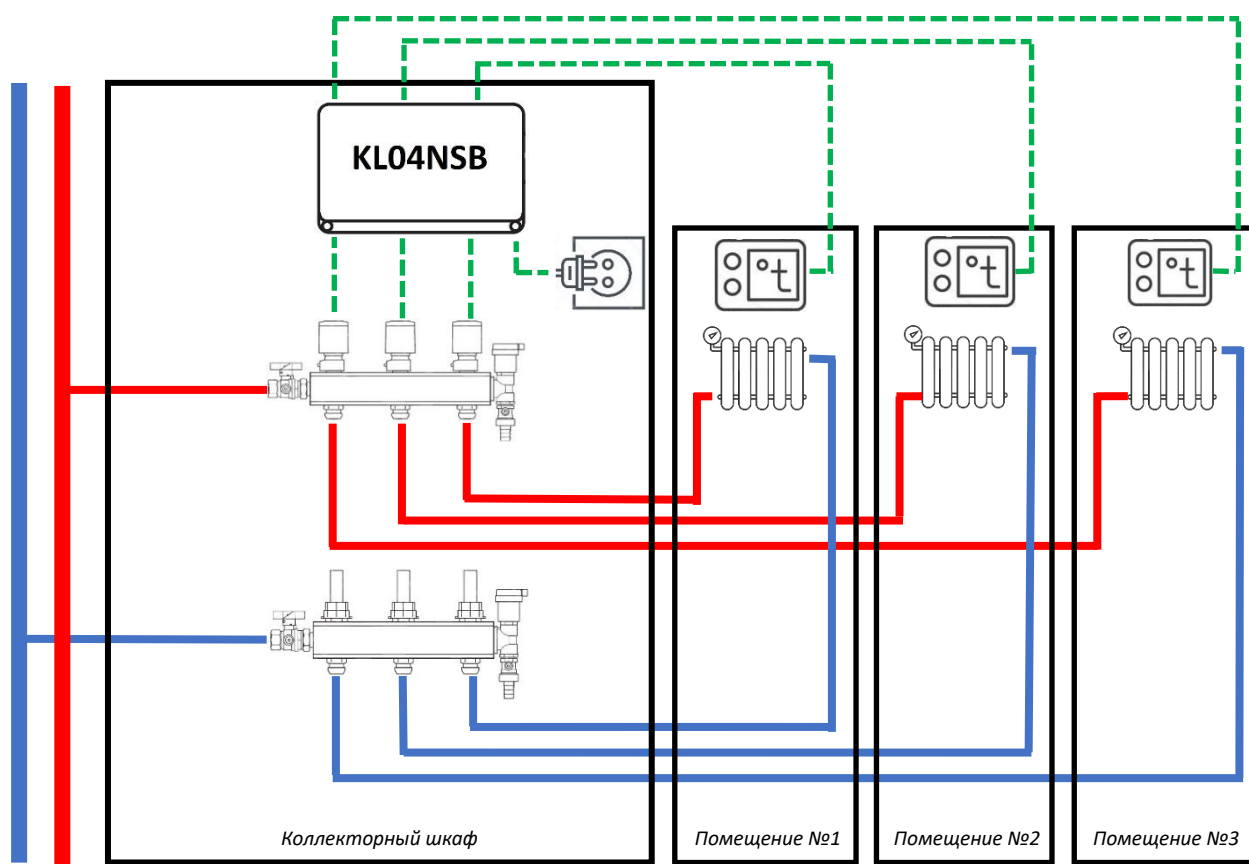 KL04NSB
°t
°t
°t
Коллекторный шкаф
Помещение №1
Помещение №2
Помещение №3